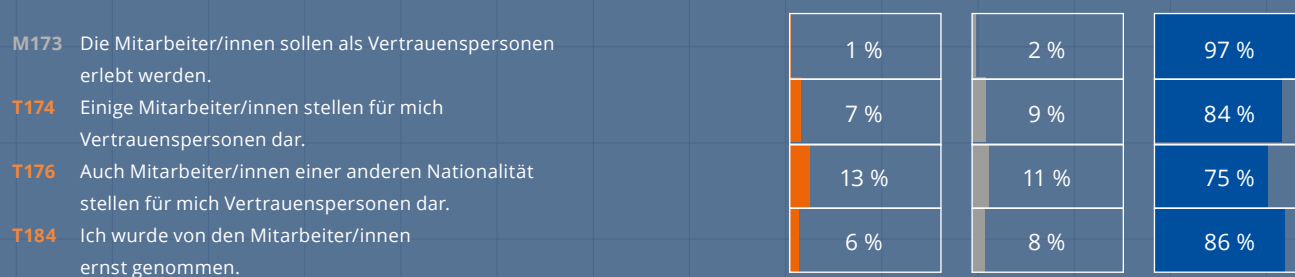 M173 Die Mitarbeiter/innen sollen als Vertrauenspersonen 1 % 2 % 97 %
erlebt werden.
T174 Einige Mitarbeiter/innen stellen für mich 7 % 9 % 84 %
Vertrauenspersonen dar.
T176 Auch Mitarbeiter/innen einer anderen Nationalität 13 % 11 % 75 %
stellen für mich Vertrauenspersonen dar.
T184 Ich wurde von den Mitarbeiter/innen 6 % 8 % 86 %
ernst genommen.